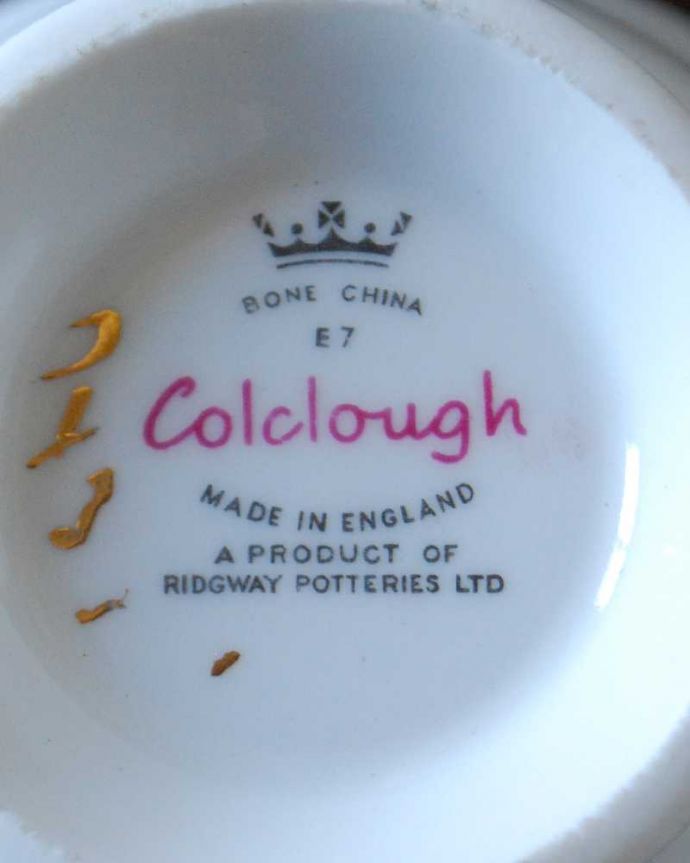 BONE CHINA
E7
Colclough
MADE IN ENGLAND
A PRODUCT OF
RIDGWAY POTTERIES LTD